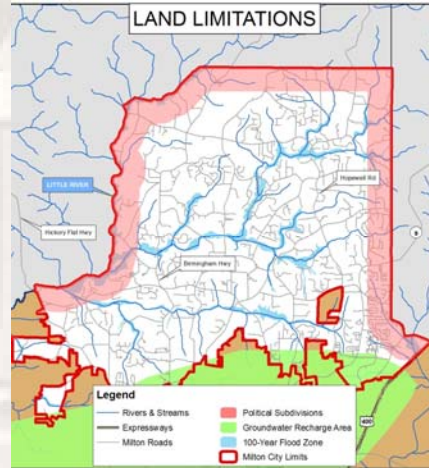 LAND LIMITATIONS
LITTLE RIVER
Hopewell Rd
Hickory Flat Hwy
9
Birmingham Hwy
Legend
Rivers & Streams
Expressways
Milton Roads
Political Subdivisions
Groundwater Recharge Area
100-Year Flood Zone
Milton City Limits
400